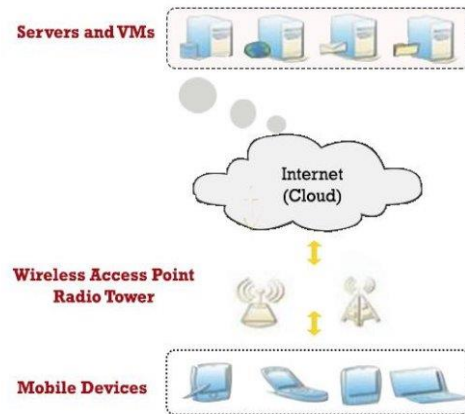 Servers and VMs
Internet
(Cloud)
Wireless Access Point
Radio Tower
Mobile Devices